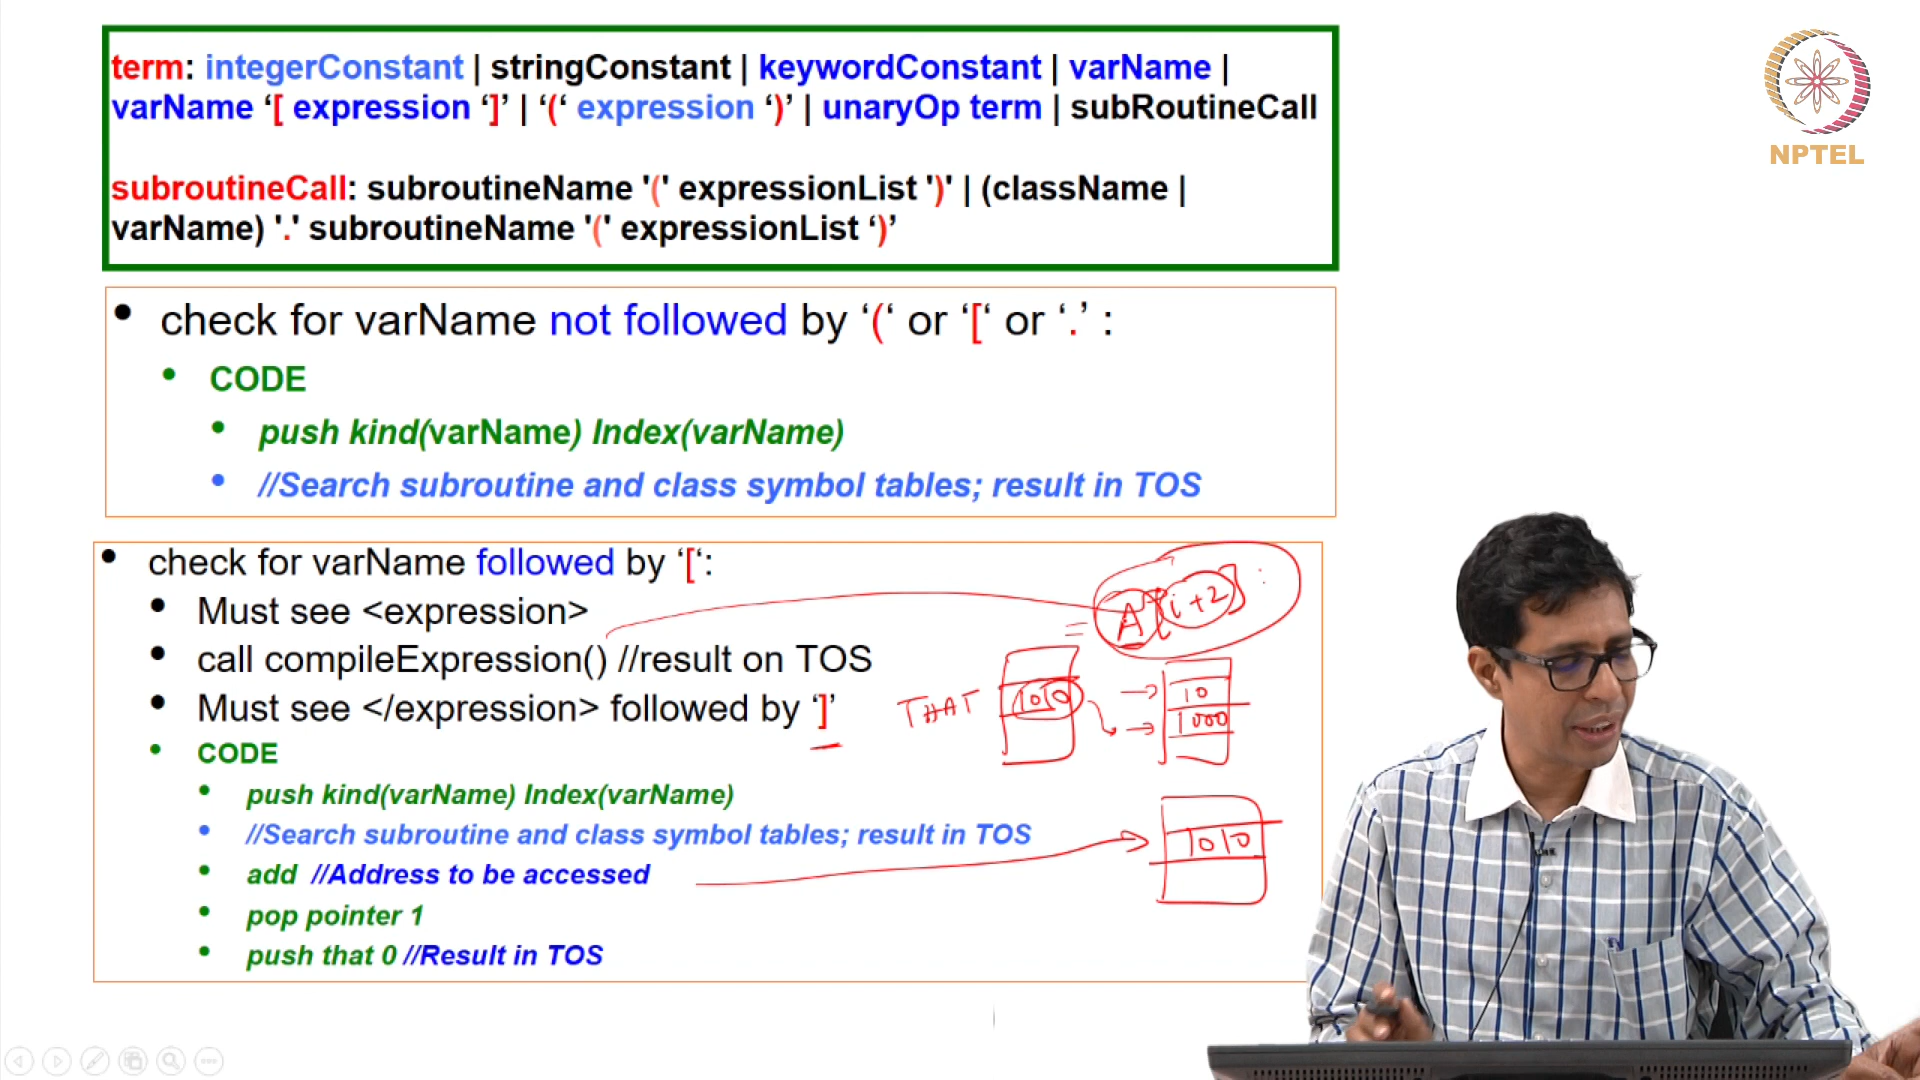 term: integerConstant | stringConstant | keywordConstant | varName |
varName ‘[ expression ‘]’ | ‘(‘ expression ‘)’ | unaryOp term | subRoutineCall
subroutineCall: subroutineName '(' expressionList ')' | (className |
varName) '.' subroutineName '(' expressionList ‘)’
NPTEL
• check for varName not followed by ‘(‘ or ‘[‘ or ‘.’ :
• CODE
• push kind(varName) Index(varName)
• //Search subroutine and class symbol tables; result in TOS
• check for varName followed by ‘[‘:
• Must see <expression>
• call compileExpression() //result on TOS
• Must see </expression> followed by ‘]’
• CODE
• push kind(varName) Index(varName)
• //Search subroutine and class symbol tables; result in TOS
• add //Address to be accessed
• pop pointer 1
• push that 0 //Result in TOS
= A[i+2]
THAT 1010
10
1000
1010